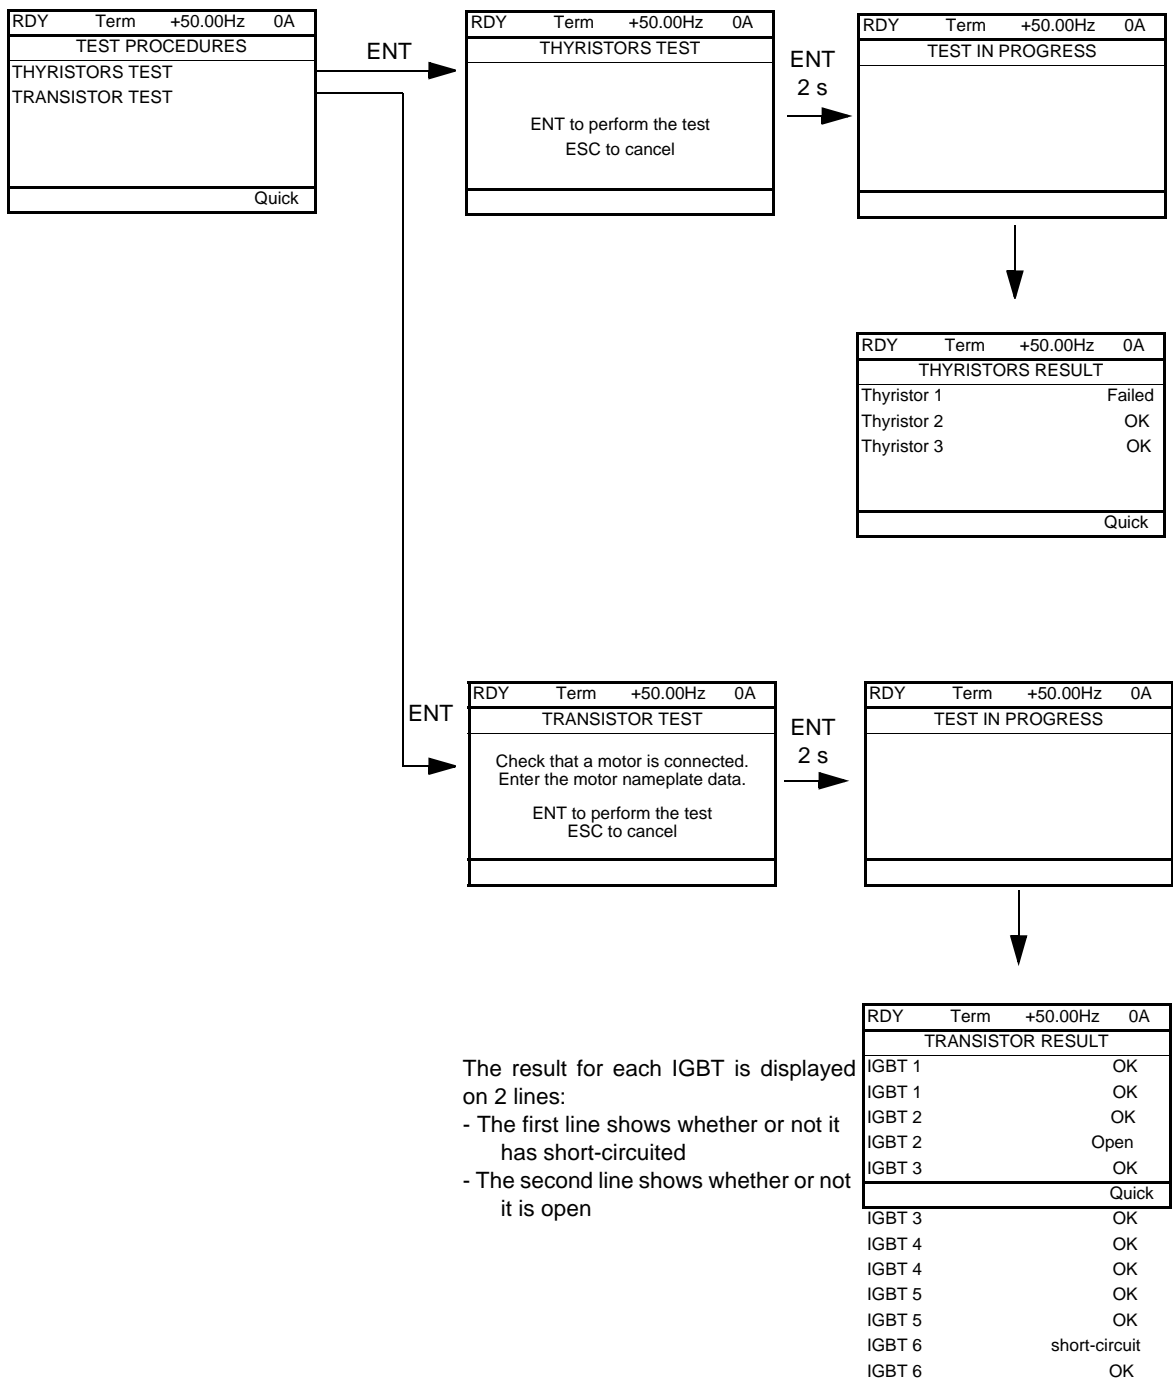 RDY Term +50.00Hz 0A
TEST PROCEDURES
THYRISTORS TEST
TRANSISTOR TEST
Quick
ENT
RDY Term +50.00Hz 0A
THYRISTORS TEST
ENT to perform the test
ESC to cancel
ENT
2 s
RDY Term +50.00Hz 0A
TEST IN PROGRESS
RDY Term +50.00Hz 0A
THYRISTORS RESULT
Thyristor 1 Failed
Thyristor 2 OK
Thyristor 3 OK
Quick
ENT
RDY Term +50.00Hz 0A
TRANSISTOR TEST
Check that a motor is connected.
Enter the motor nameplate data.
ENT to perform the test
ESC to cancel
ENT
2 s
RDY Term +50.00Hz 0A
TEST IN PROGRESS
The result for each IGBT is displayed
on 2 lines:
- The first line shows whether or not it
has short-circuited
- The second line shows whether or not
it is open
RDY Term +50.00Hz 0A
TRANSISTOR RESULT
IGBT 1 OK
IGBT 1 OK
IGBT 2 OK
IGBT 2 Open
IGBT 3 OK
Quick
IGBT 3 OK
IGBT 4 OK
IGBT 4 OK
IGBT 5 OK
IGBT 5 OK
IGBT 6 short-circuit
IGBT 6 OK